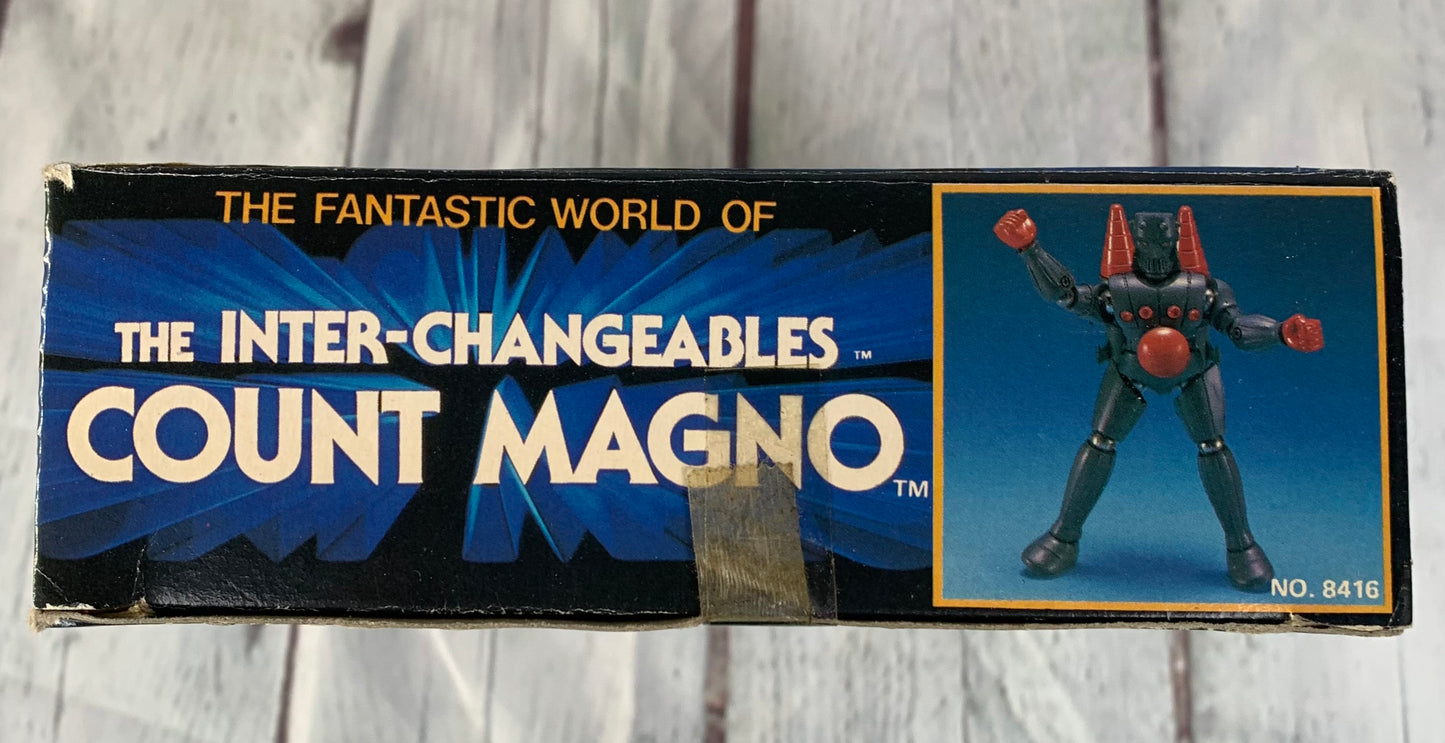 THE FANTASTIC WORLD OF
THE INTER-CHANGEABLES™
COUNT MAGNO™
NO. 8416